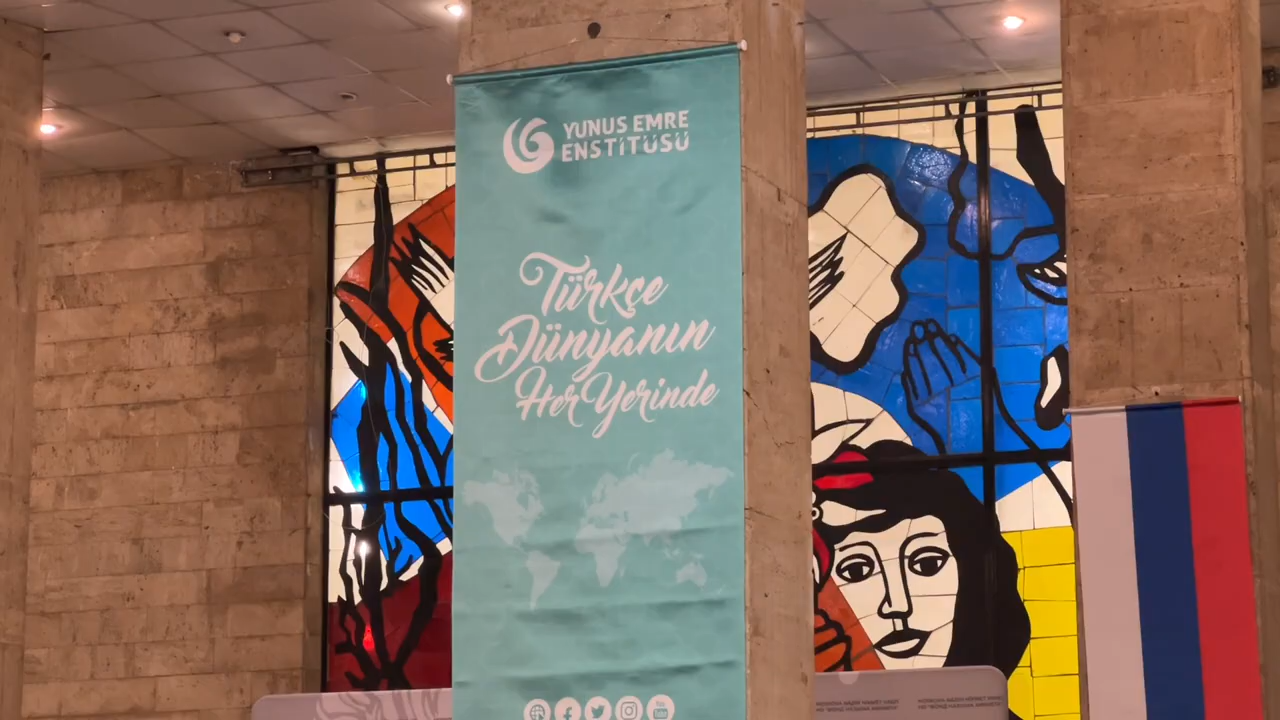 YUNUS EMRE
ENSTİTÜSÜ
Türkçe
Dünyanın
Her Yerinde